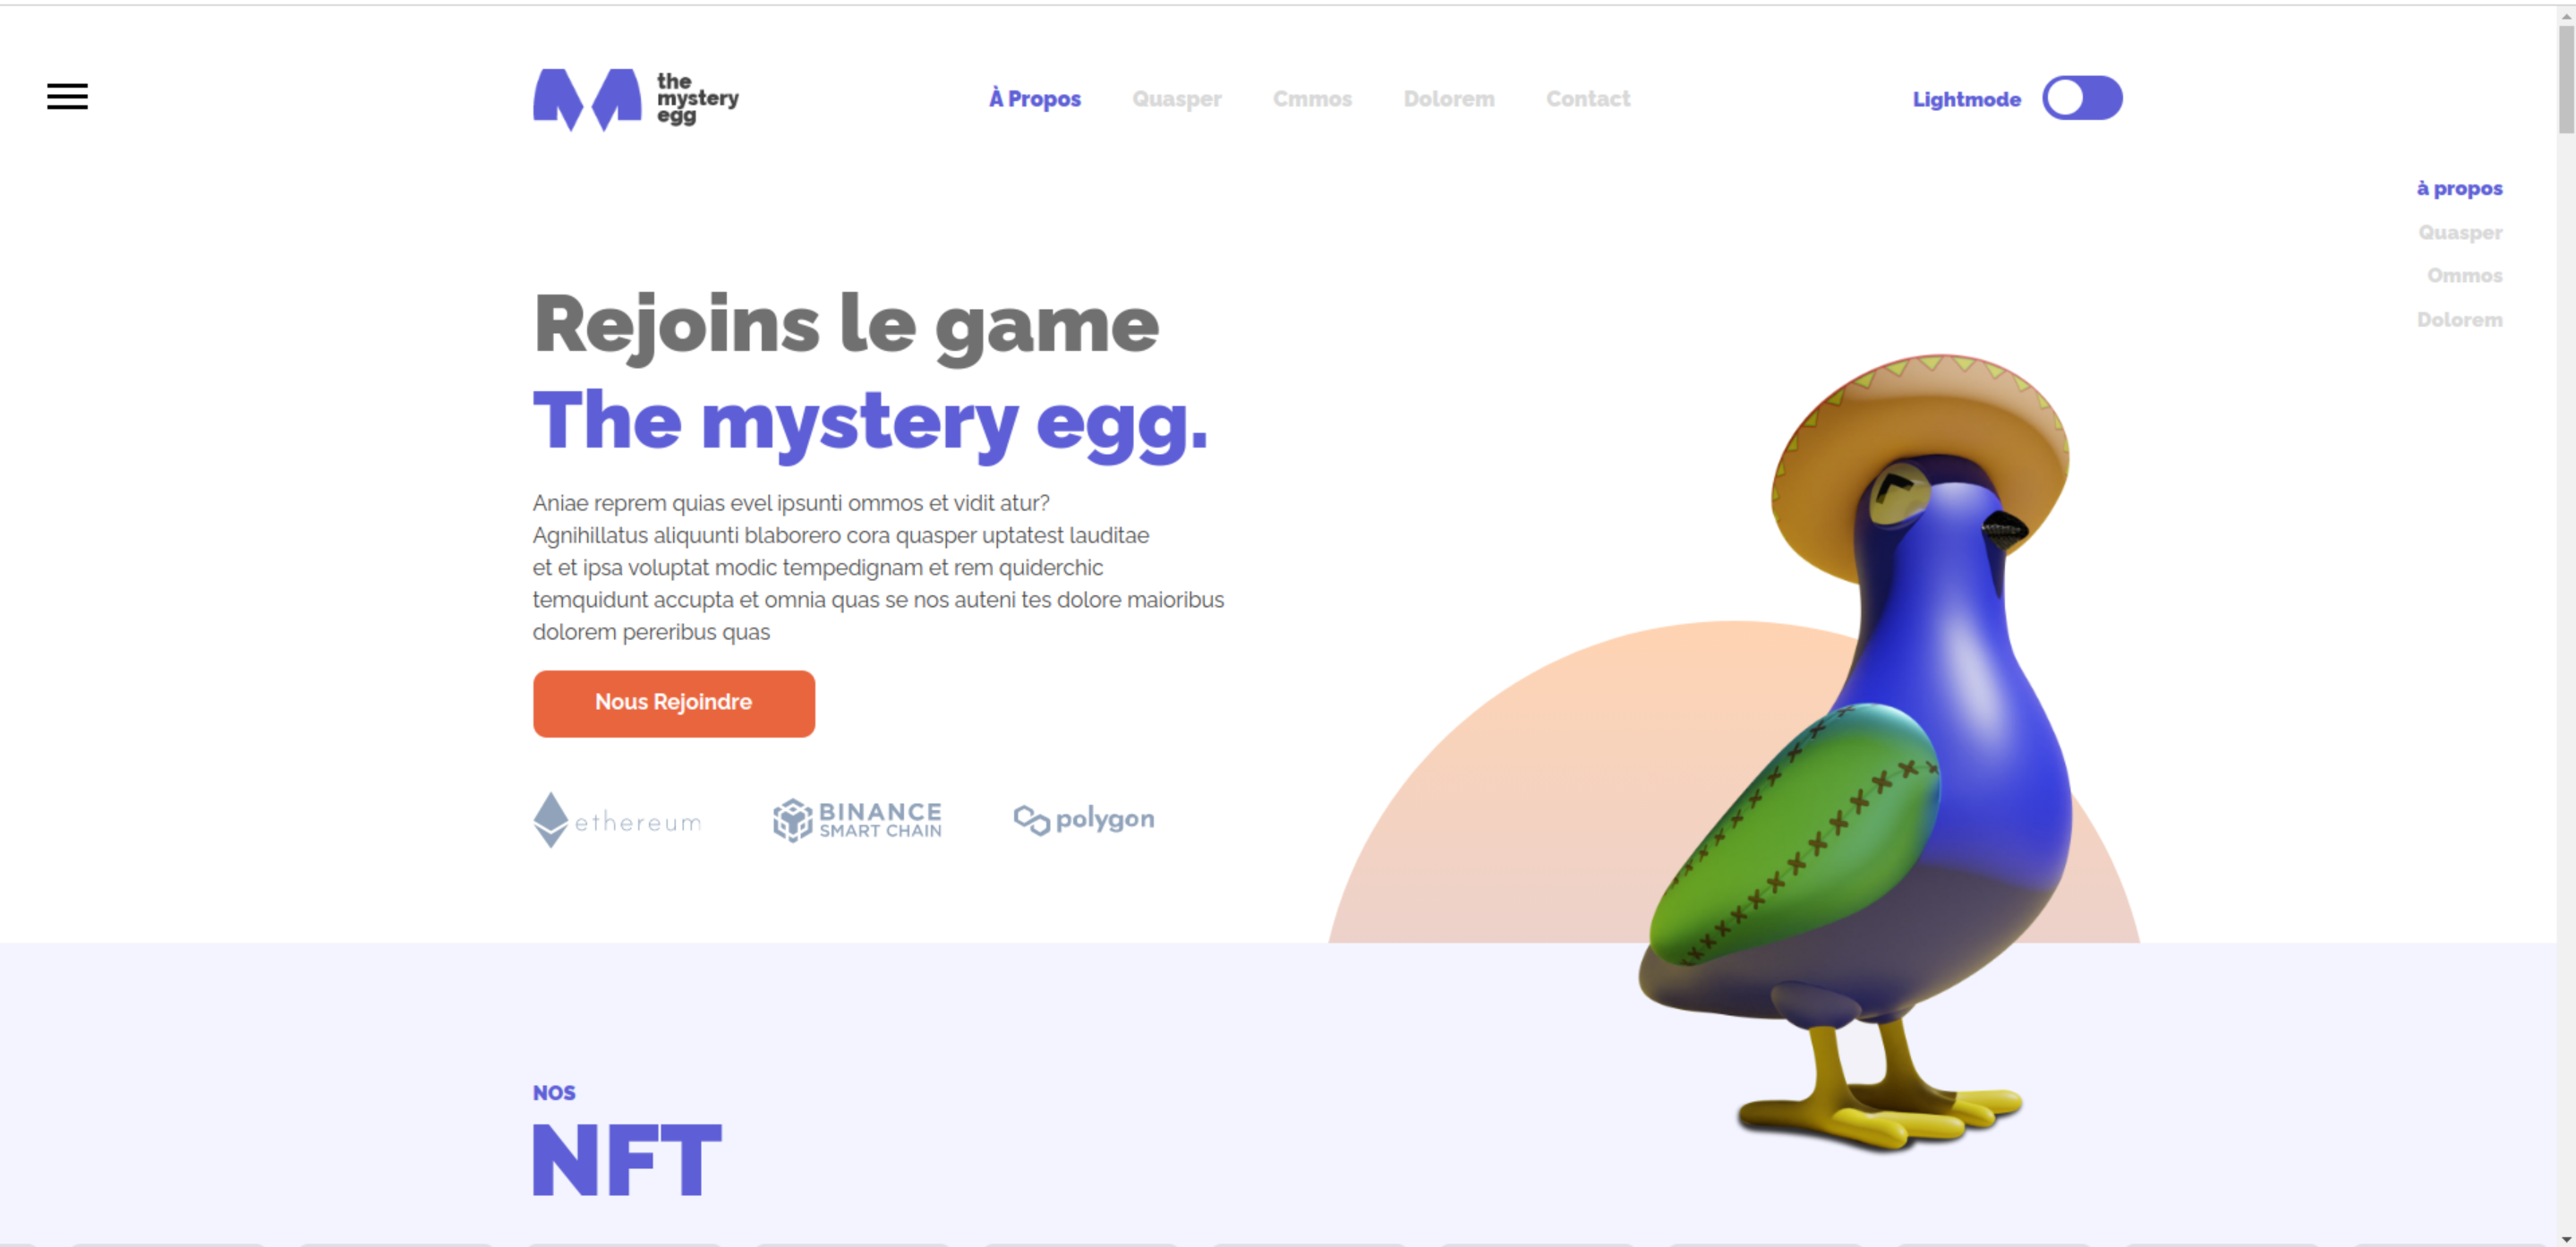 the
mystery
egg
À Propos Quasper Cmmos Dolorem Contact
Lightmode
à propos
Quasper
Ommos
Dolorem
Rejoins le game
The mystery egg.
Aniae reprem quias evel ipsunti ommos et vidit atur?
Agnihillatus aliquunti blaborero cora quasper uptatest lauditae
et et ipsa voluptat modic tempedignam et rem quiderchic
temquidunt accupta et omnia quas se nos auteni tes dolore maioribus
dolorem pereribus quas
Nous Rejoindre
ethereum
BINANCE
SMART CHAIN
polygon
NOS
NFT